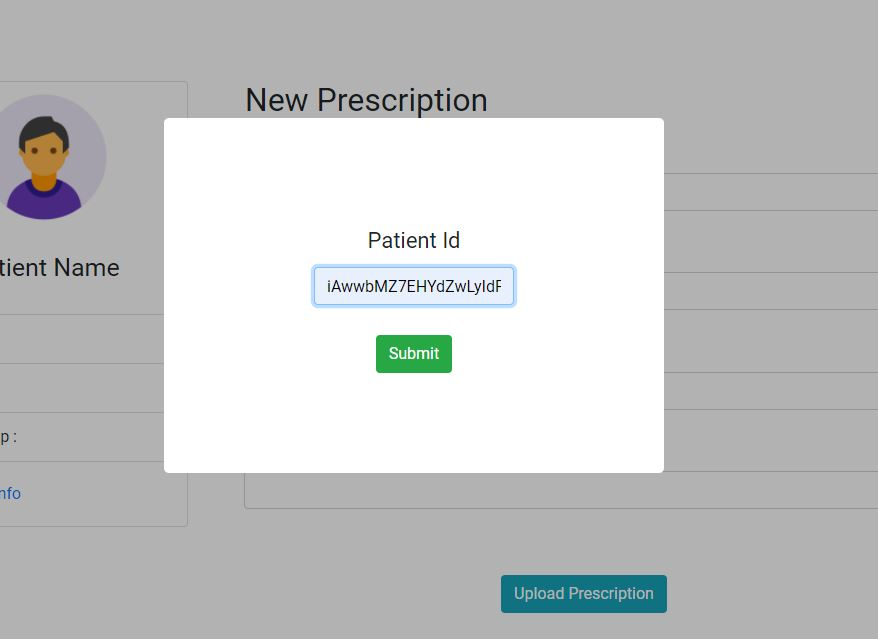 New Prescription
Patient Id
iAwwbMZ7EHYdZwLyIdF
Submit
tient Name
p :
nfo
Upload Prescription